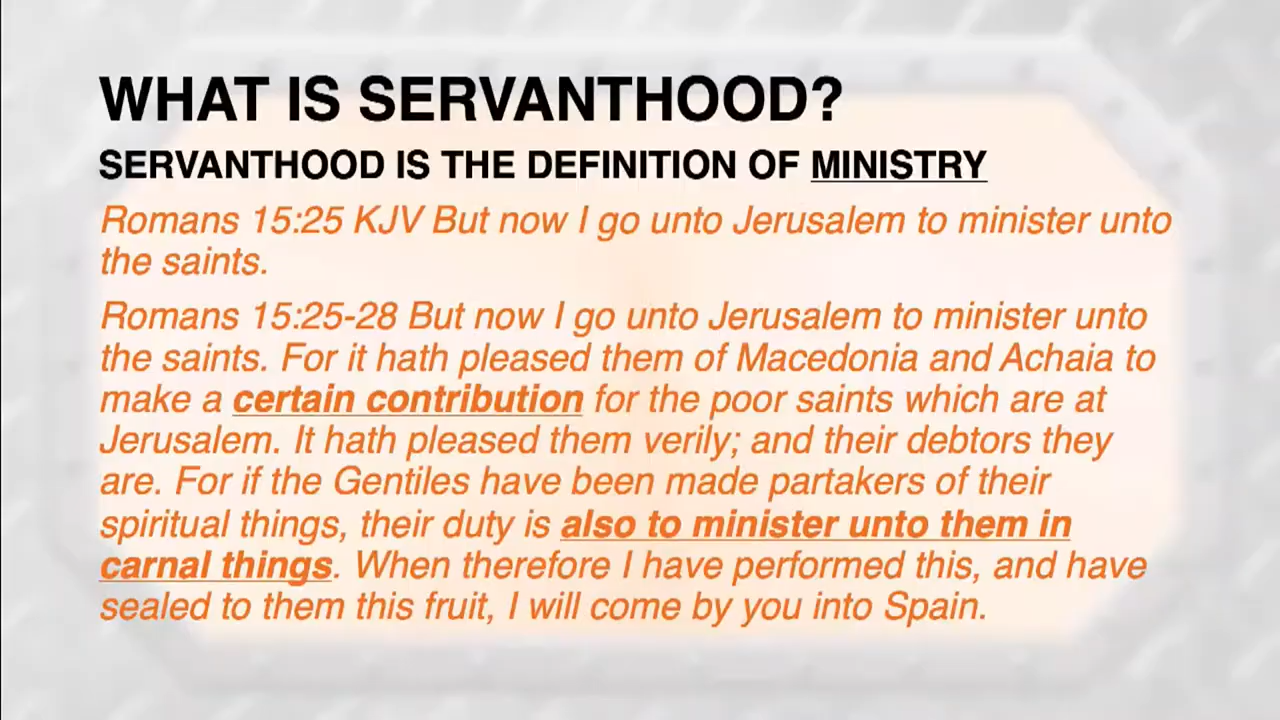 WHAT IS SERVANTHOOD?
SERVANTHOOD IS THE DEFINITION OF MINISTRY
Romans 15:25 KJV But now I go unto Jerusalem to minister unto
the saints.
Romans 15:25-28 But now I go unto Jerusalem to minister unto
the saints. For it hath pleased them of Macedonia and Achaia to
make a certain contribution for the poor saints which are at
Jerusalem. It hath pleased them verily; and their debtors they
are. For if the Gentiles have been made partakers of their
spiritual things, their duty is also to minister unto them in
carnal things. When therefore I have performed this, and have
sealed to them this fruit, I will come by you into Spain.